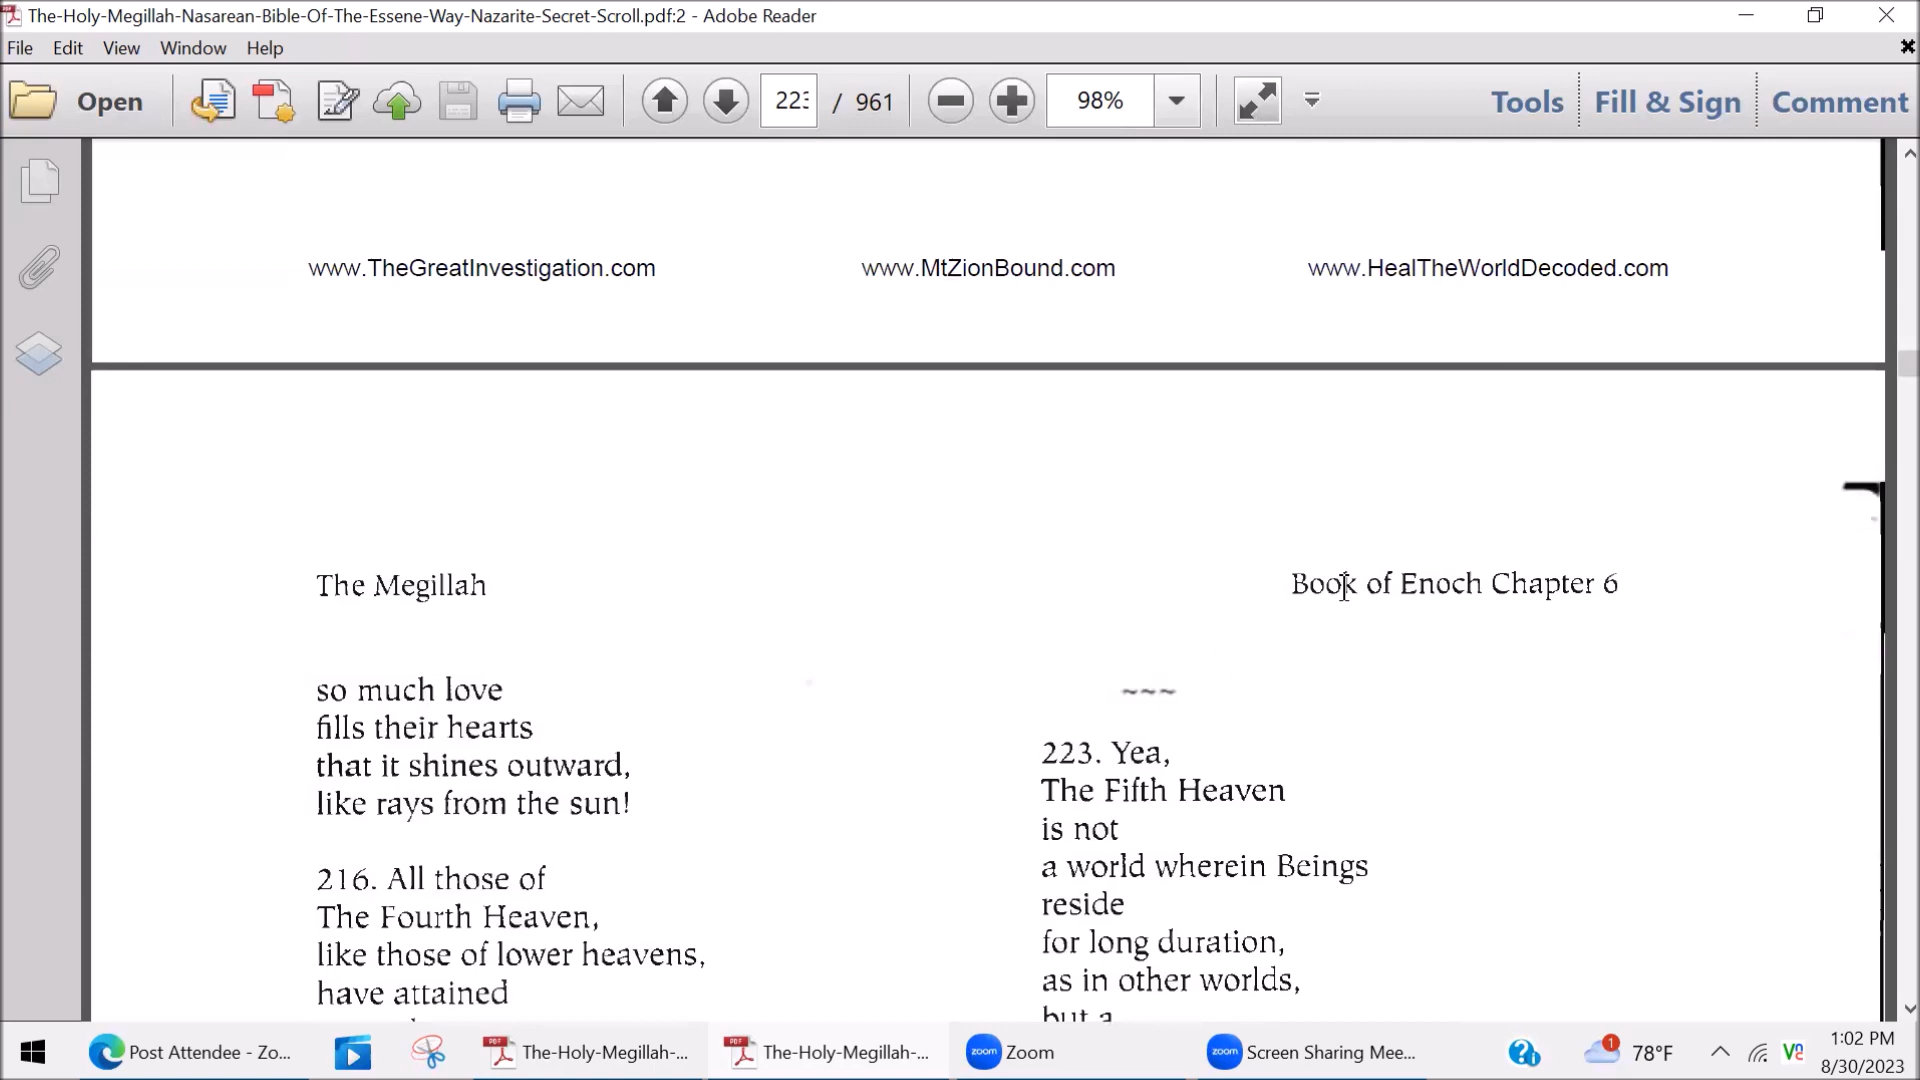 The-Holy-Megillah-Nasarean-Bible-Of-The-Essene-Way-Nazarite-Secret-Scroll.pdf:2 - Adobe Reader
File Edit View Window Help
Open 223 / 961 98% Tools Fill & Sign Comment
www.TheGreatInvestigation.com www.MtZionBound.com www.HealTheWorldDecoded.com
The Megillah Book of Enoch Chapter 6
so much love
fills their hearts
that it shines outward,
like rays from the sun!
216. All those of
The Fourth Heaven,
like those of lower heavens,
have attained
~~~
223. Yea,
The Fifth Heaven
is not
a world wherein Beings
reside
for long duration,
as in other worlds,
but a
Post Attendee - Zo... The-Holy-Megillah-... The-Holy-Megillah-... zoom Zoom zoom Screen Sharing Mee... 1 78°F 1:02 PM
8/30/2023